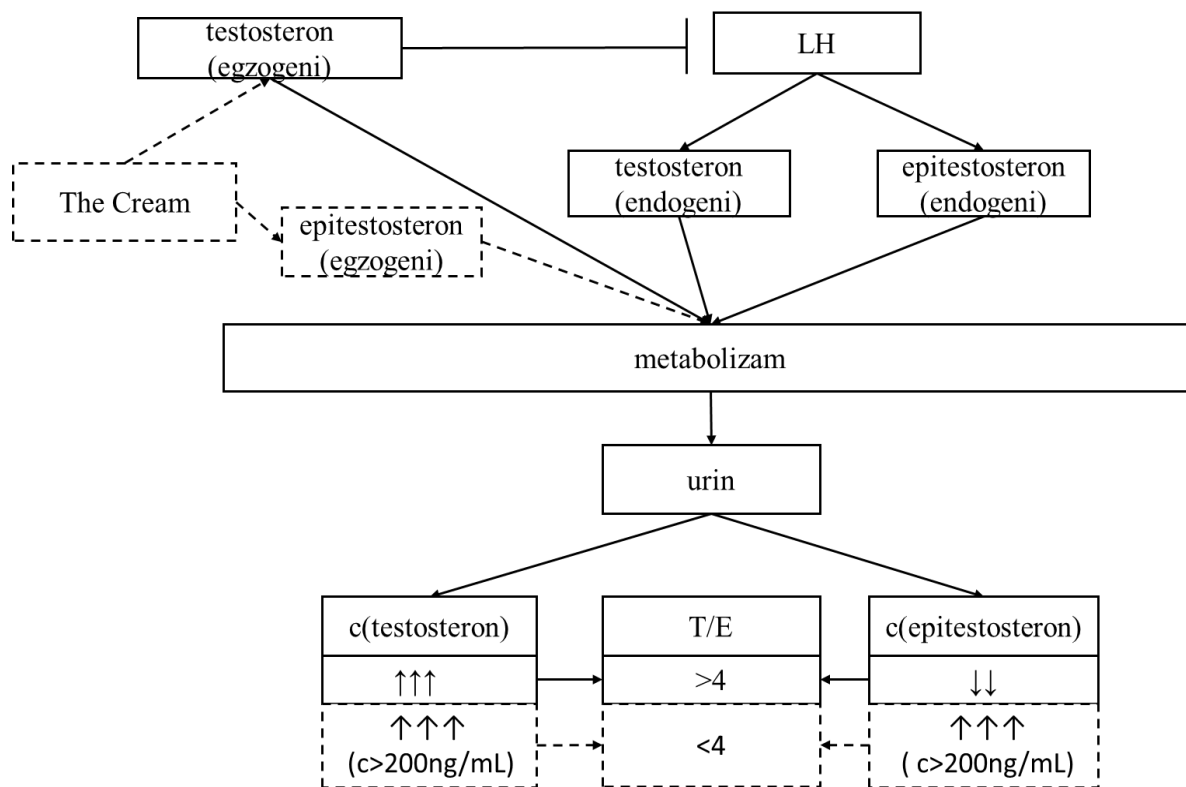 testosteron
(egzogeni)
LH
The Cream
epitestosteron
(egzogeni)
testosteron
(endogeni)
epitestosteron
(endogeni)
metabolizam
urin
c(testosteron)
T/E
c(epitestosteron)
↑↑↑
>4
↓↓
↑↑↑
(c>200ng/mL)
<4
↑↑↑
( c>200ng/mL)